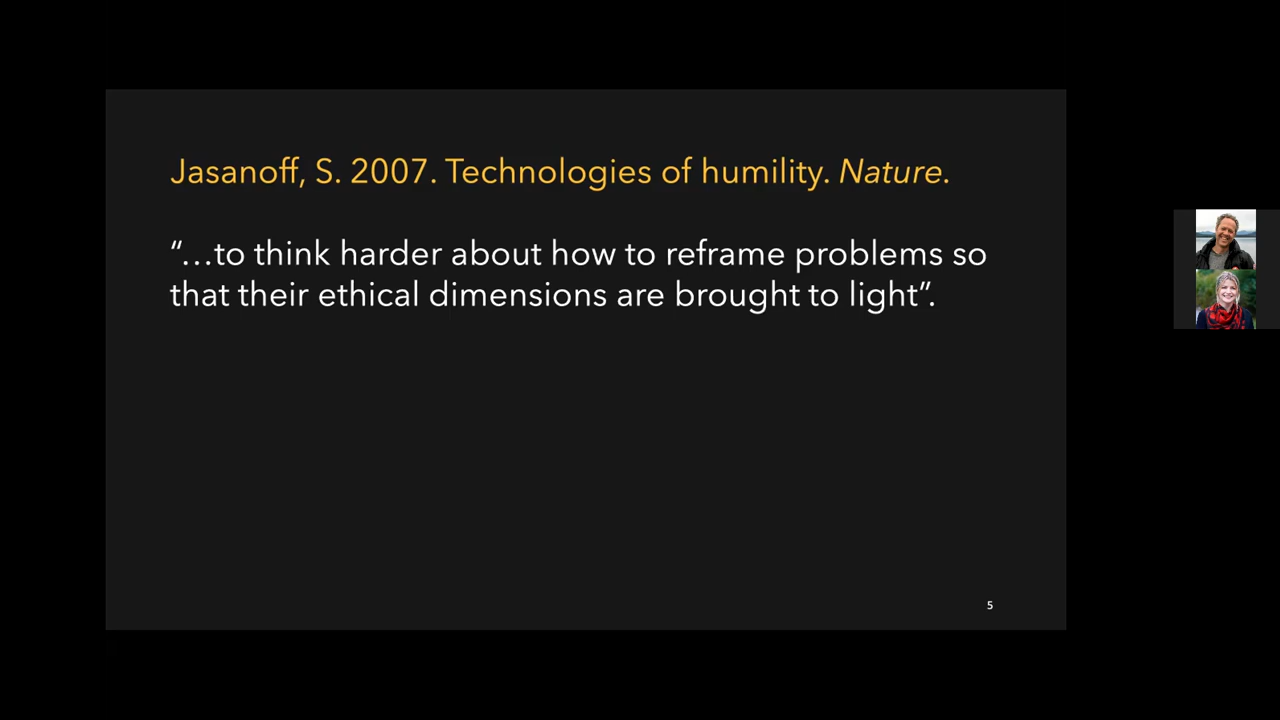 Jasanoff, S. 2007. Technologies of humility. Nature.
“…to think harder about how to reframe problems so
that their ethical dimensions are brought to light”.
5